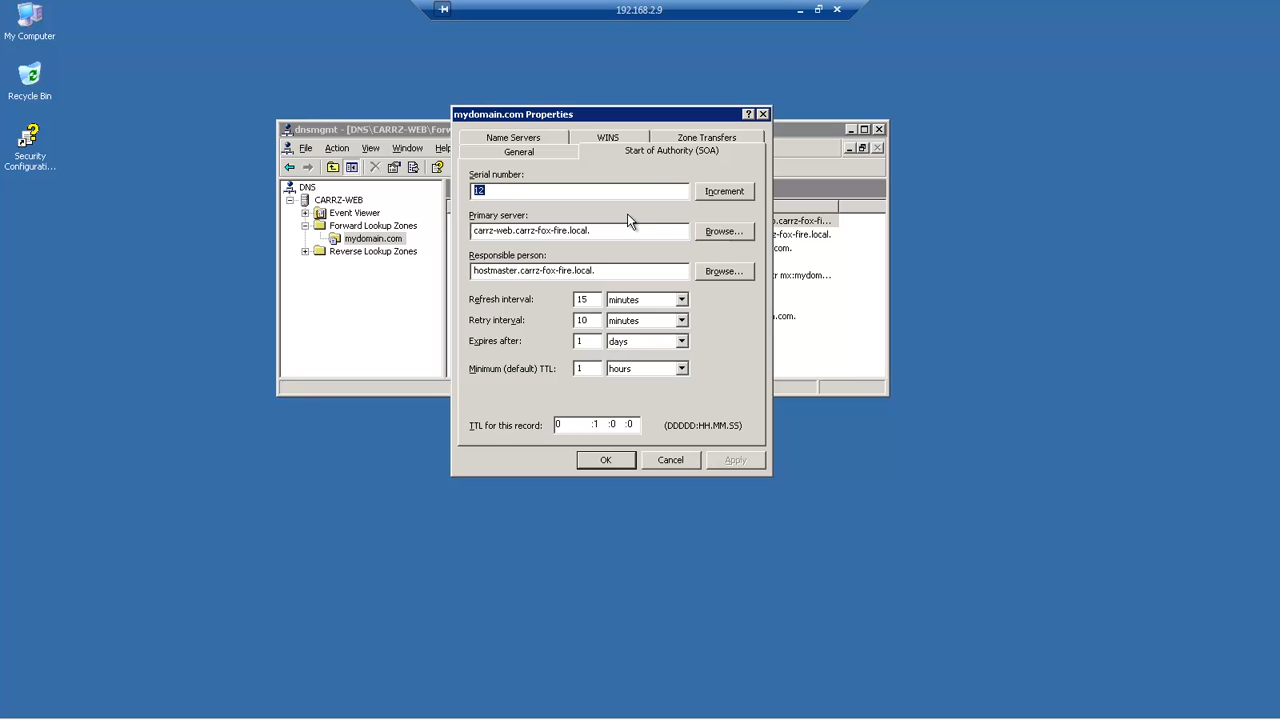 192.168.2.9
My Computer
Recycle Bin
Security
Configurati...
dnsmgmt - [DNS\CARRZ-WEB\Forw
File Action View Window Help
DNS
CARRZ-WEB
Event Viewer
Forward Lookup Zones
mydomain.com
Reverse Lookup Zones
mydomain.com Properties
Name Servers WINS Zone Transfers
General Start of Authority (SOA)
Serial number:
12 Increment
Primary server:
carrz-web.carrz-fox-fire.local. Browse...
Responsible person:
hostmaster.carrz-fox-fire.local. Browse...
Refresh interval: 15 minutes
Retry interval: 10 minutes
Expires after: 1 days
Minimum (default) TTL: 1 hours
TTL for this record: 0 :1 :0 :0 (DDDDD:HH.MM.SS)
OK Cancel Apply
.carrz-fox-fi...
rz-fox-fire.local.
com.
er mx:mydom...
n.com.